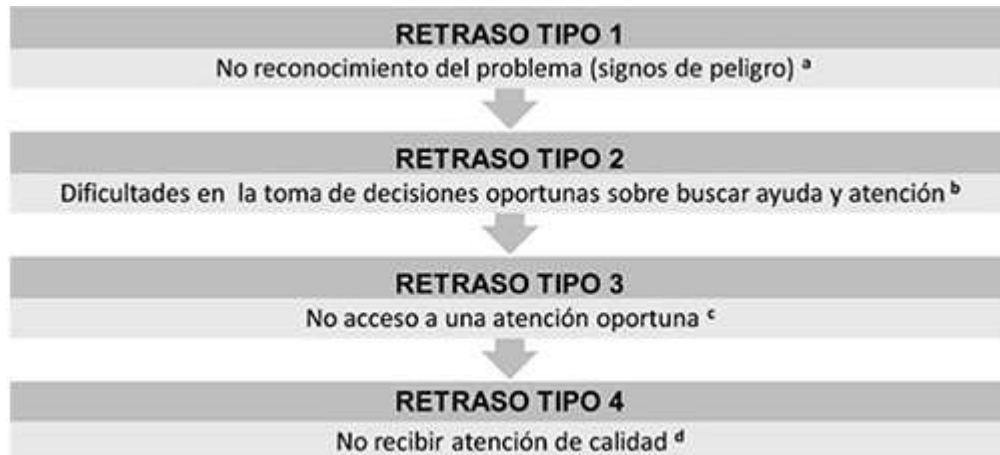 RETRASO TIPO 1
No reconocimiento del problema (signos de peligro) ᵃ
RETRASO TIPO 2
Dificultades en la toma de decisiones oportunas sobre buscar ayuda y atención ᵇ
RETRASO TIPO 3
No acceso a una atención oportuna ᶜ
RETRASO TIPO 4
No recibir atención de calidad ᵈ